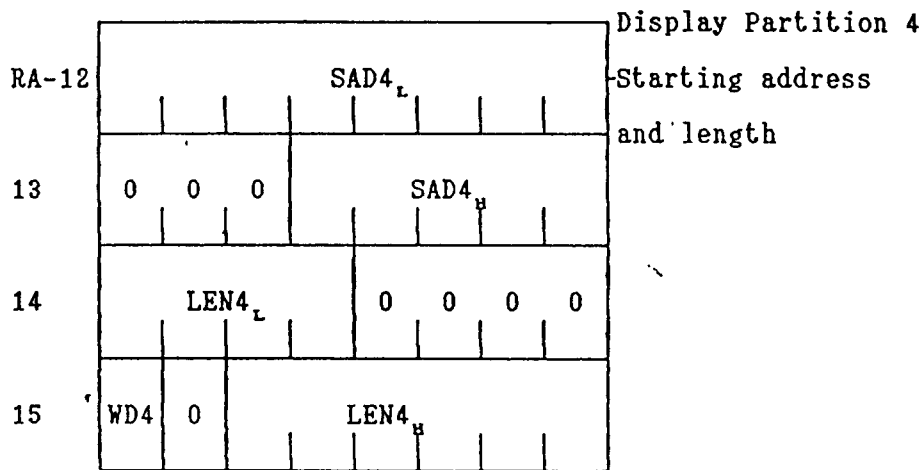 Display Partition 4
RA-12 SAD4L Starting address
and length
13 0 0 0 SAD4H
14 LEN4L 0 0 0 0
15 WD4 0 LEN4H